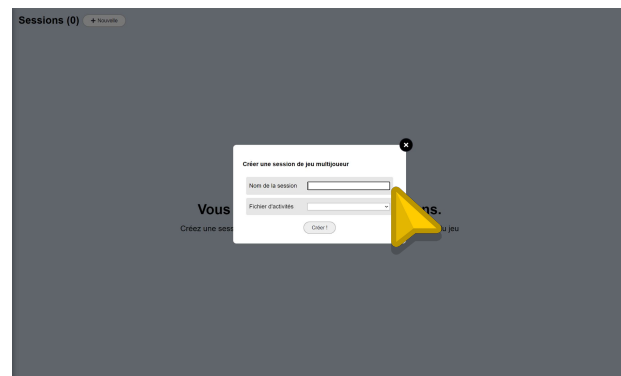 Sessions (0) + Nouvelle
Créer une session de jeu multijoueur
Nom de la session
Fichier d'activités
Vous ns.
Créez une sess u jeu
Créer !